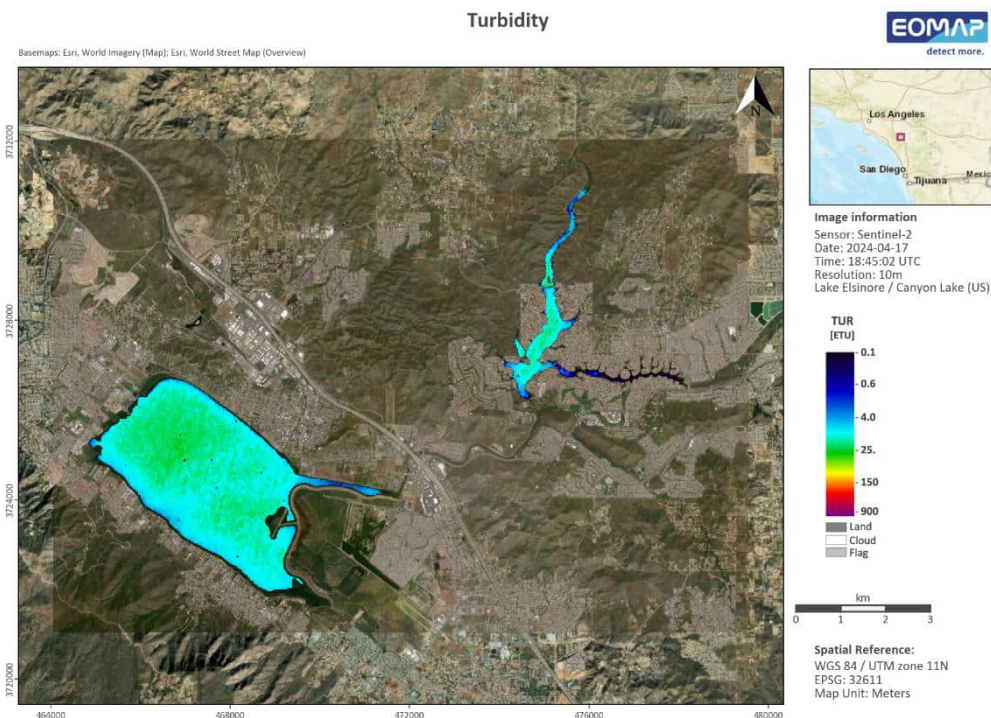 Turbidity
EOMAP
detect more.
Basemaps: Esri, World Imagery (Map); Esri, World Street Map (Overview)
N
3732000
3728000
3724000
3720000
464000
468000
472000
476000
480000
Los Angeles
San Diego
Tijuana
Mexic
Image information
Sensor: Sentinel-2
Date: 2024-04-17
Time: 18:45:02 UTC
Resolution: 10m
Lake Elsinore / Canyon Lake (US)
TUR
[ETU]
0.1
0.6
4.0
25.
150
900
Land
Cloud
Flag
km
0 1 2 3
Spatial Reference:
WGS 84 / UTM zone 11N
EPSG: 32611
Map Unit: Meters